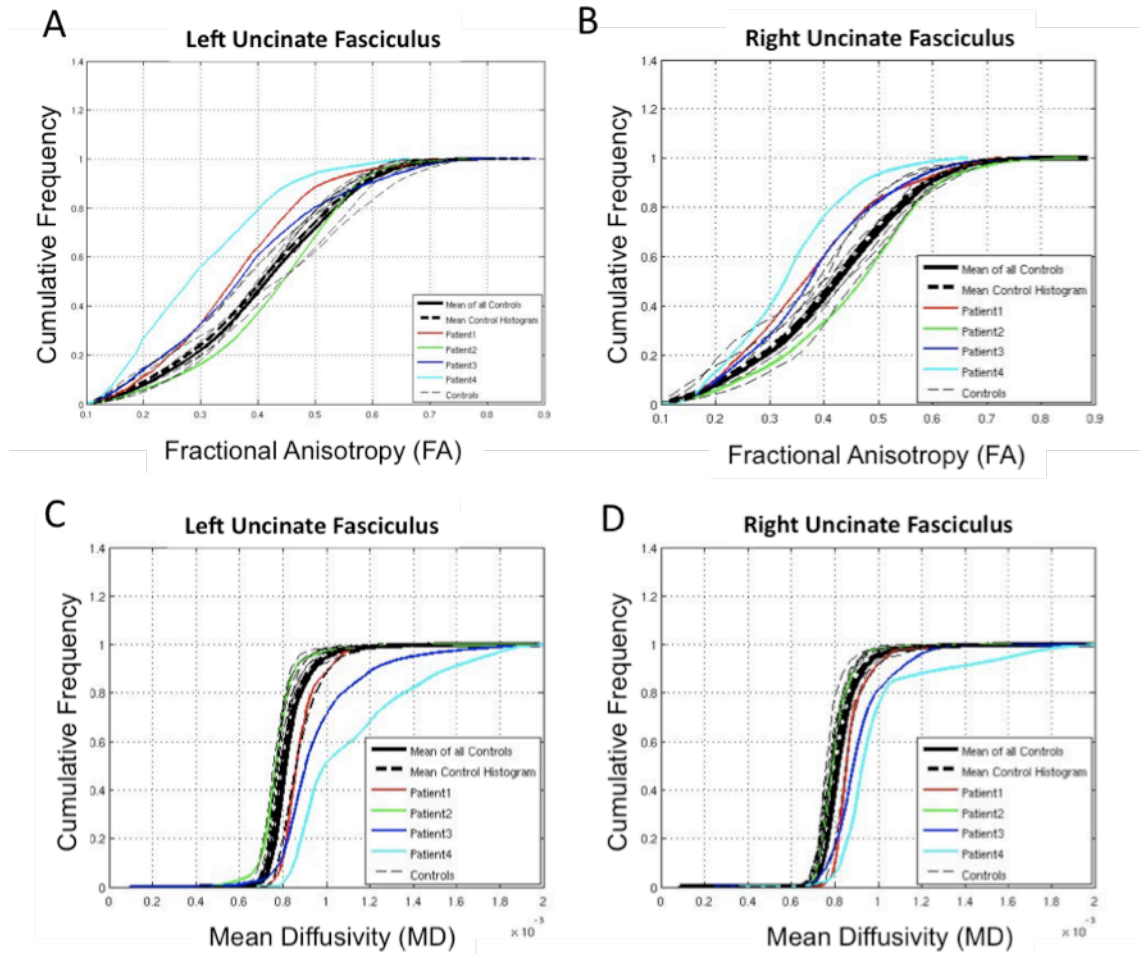 A
Left Uncinate Fasciculus
Cumulative Frequency
1.4
1.2
1
0.8
0.6
0.4
0.2
0
0.1 0.2 0.3 0.4 0.5 0.6 0.7 0.8 0.9
Mean of all Controls
Mean Control Histogram
Patient1
Patient2
Patient3
Patient4
Controls
Fractional Anisotropy (FA)
B
Right Uncinate Fasciculus
Cumulative Frequency
1.4
1.2
1
0.8
0.6
0.4
0.2
0
0.1 0.2 0.3 0.4 0.5 0.6 0.7 0.8 0.9
Mean of all Controls
Mean Control Histogram
Patient1
Patient2
Patient3
Patient4
Controls
Fractional Anisotropy (FA)
C
Left Uncinate Fasciculus
Cumulative Frequency
1.4
1.2
1
0.8
0.6
0.4
0.2
0
0 0.2 0.4 0.6 0.8 1 1.2 1.4 1.6 1.8 2
× 10⁻³
Mean of all Controls
Mean Control Histogram
Patient1
Patient2
Patient3
Patient4
Controls
Mean Diffusivity (MD)
D
Right Uncinate Fasciculus
Cumulative Frequency
1.4
1.2
1
0.8
0.6
0.4
0.2
0
0 0.2 0.4 0.6 0.8 1 1.2 1.4 1.6 1.8 2
× 10⁻³
Mean of all Controls
Mean Control Histogram
Patient1
Patient2
Patient3
Patient4
Controls
Mean Diffusivity (MD)